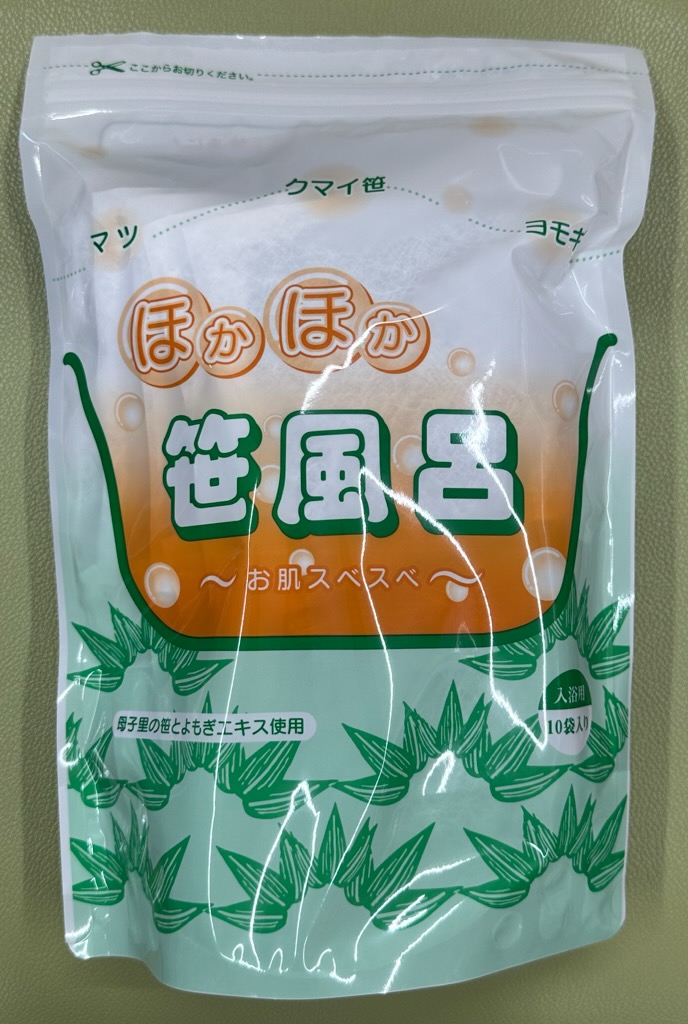 ここからお切りください。
クマイ笹
マツ
ヨモギ
ほかほか
笹風呂
〜お肌スベスベ〜
入浴用
10袋入り
母子里の笹とよもぎエキス使用